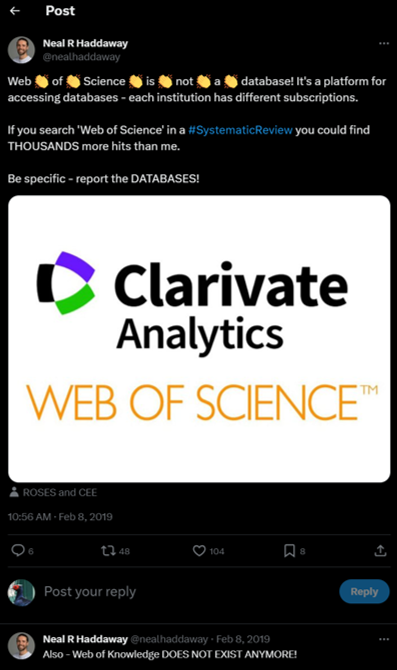 Post
Neal R Haddaway
@nealhaddaway
Web 👏 of 👏 Science 👏 is 👏 not 👏 a 👏 database! It's a platform for
accessing databases - each institution has different subscriptions.
If you search 'Web of Science' in a #SystematicReview you could find
THOUSANDS more hits than me.
Be specific - report the DATABASES!
Clarivate
Analytics
WEB OF SCIENCE™
ROSES and CEE
10:56 AM · Feb 8, 2019
6 48 104 8
Post your reply
Reply
Neal R Haddaway @nealhaddaway · Feb 8, 2019
Also - Web of Knowledge DOES NOT EXIST ANYMORE!